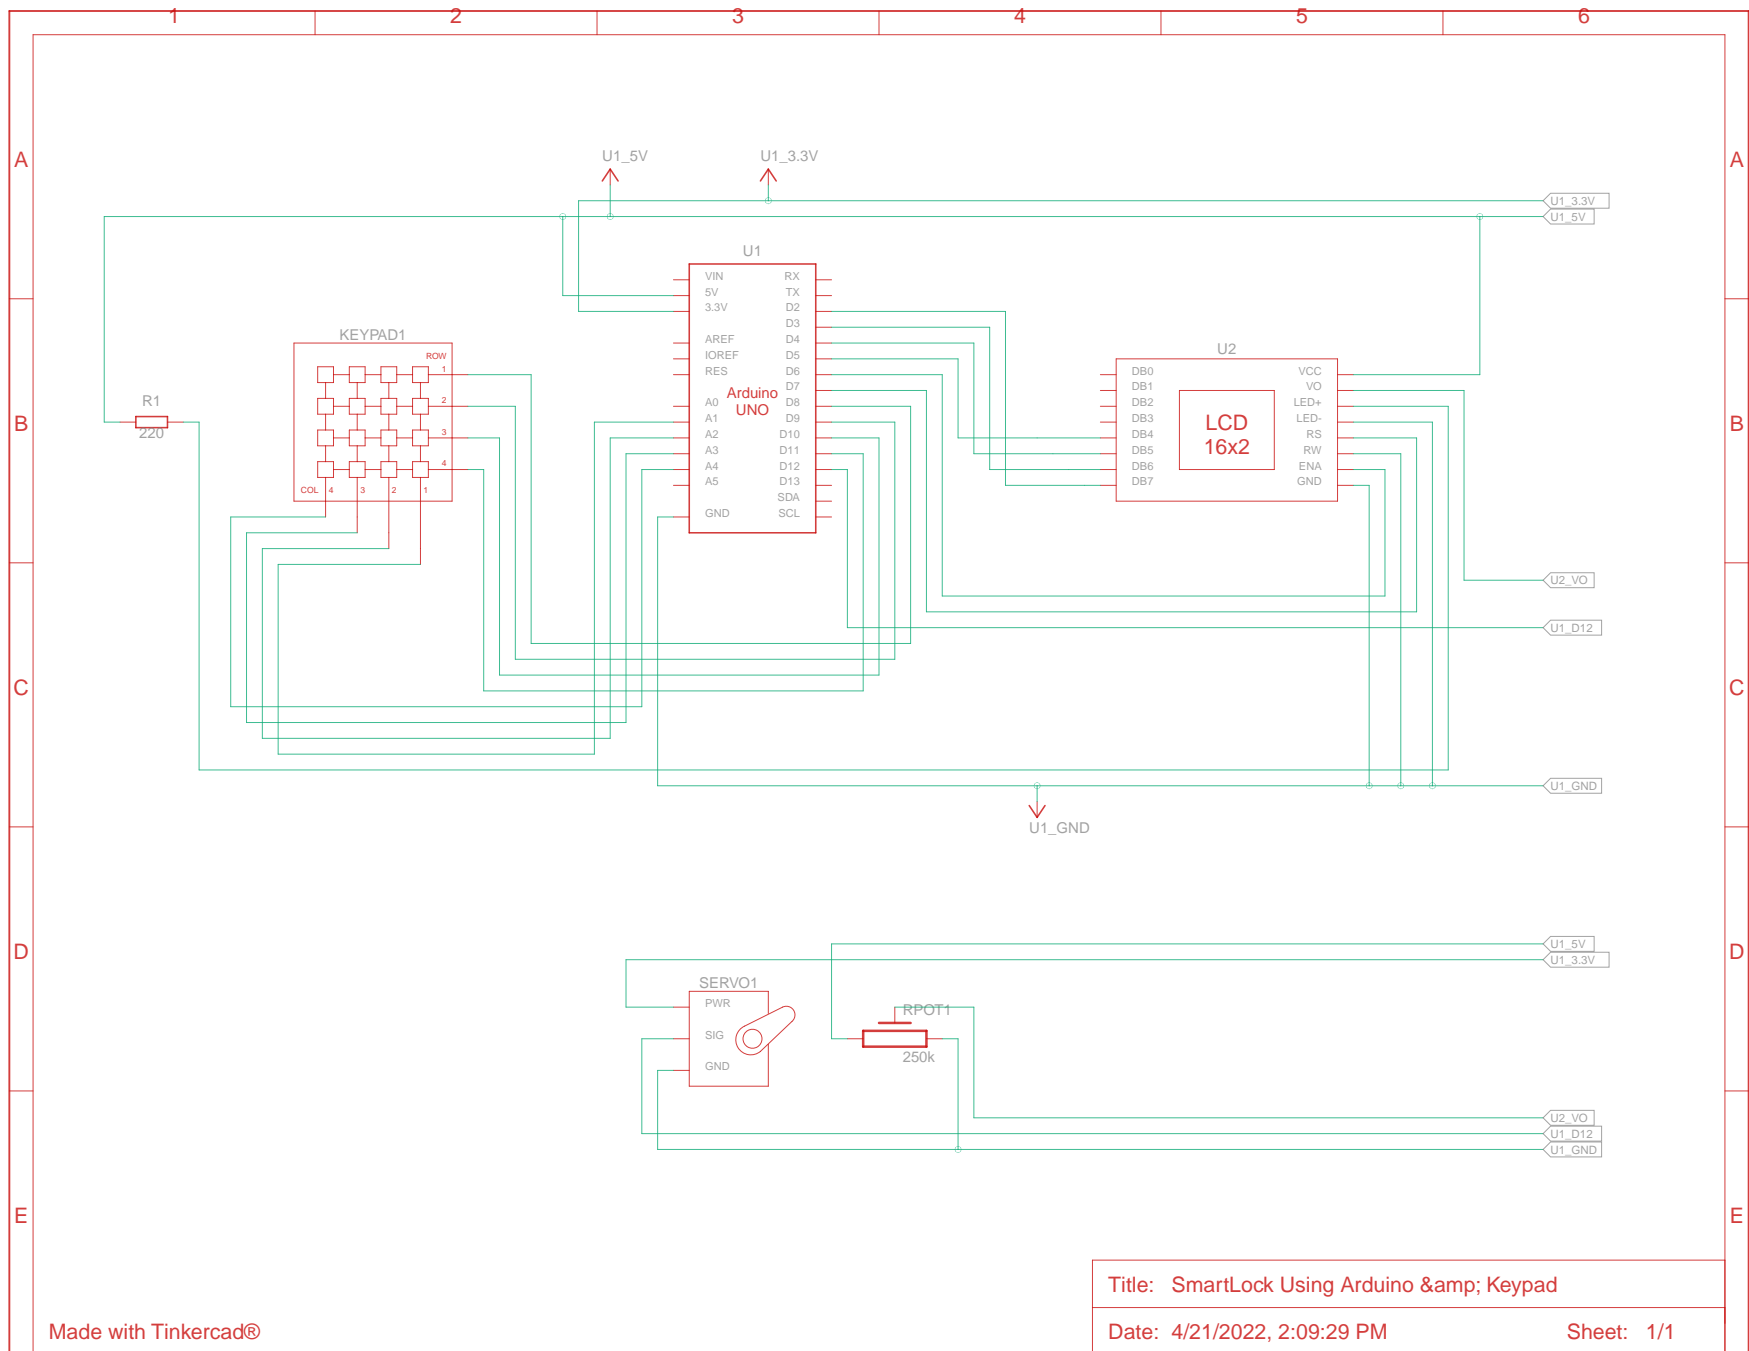 1 2 3 4 5 6
A A
U1_5V U1_3.3V
U1_3.3V
U1_5V
U1
VIN RX
5V TX
3.3V D2
D3
AREF D4
IOREF D5
RES D6
D7
Arduino
UNO
A0 D8
A1 D9
A2 D10
A3 D11
A4 D12
A5 D13
SDA
GND SCL
KEYPAD1
ROW
1
2
3
4
COL 4 3 2 1
B B
R1
220
U2
DB0 VCC
DB1 VO
DB2 LED+
DB3 LED-
DB4 RS
DB5 RW
DB6 ENA
DB7 GND
LCD
16x2
U2_VO
U1_D12
C C
U1_GND
U1_GND
D D
U1_5V
U1_3.3V
SERVO1
PWR
SIG
GND
RPOT1
250k
U2_VO
U1_D12
U1_GND
E E
Title: SmartLock Using Arduino &amp; Keypad
Made with Tinkercad®
Date: 4/21/2022, 2:09:29 PM Sheet: 1/1